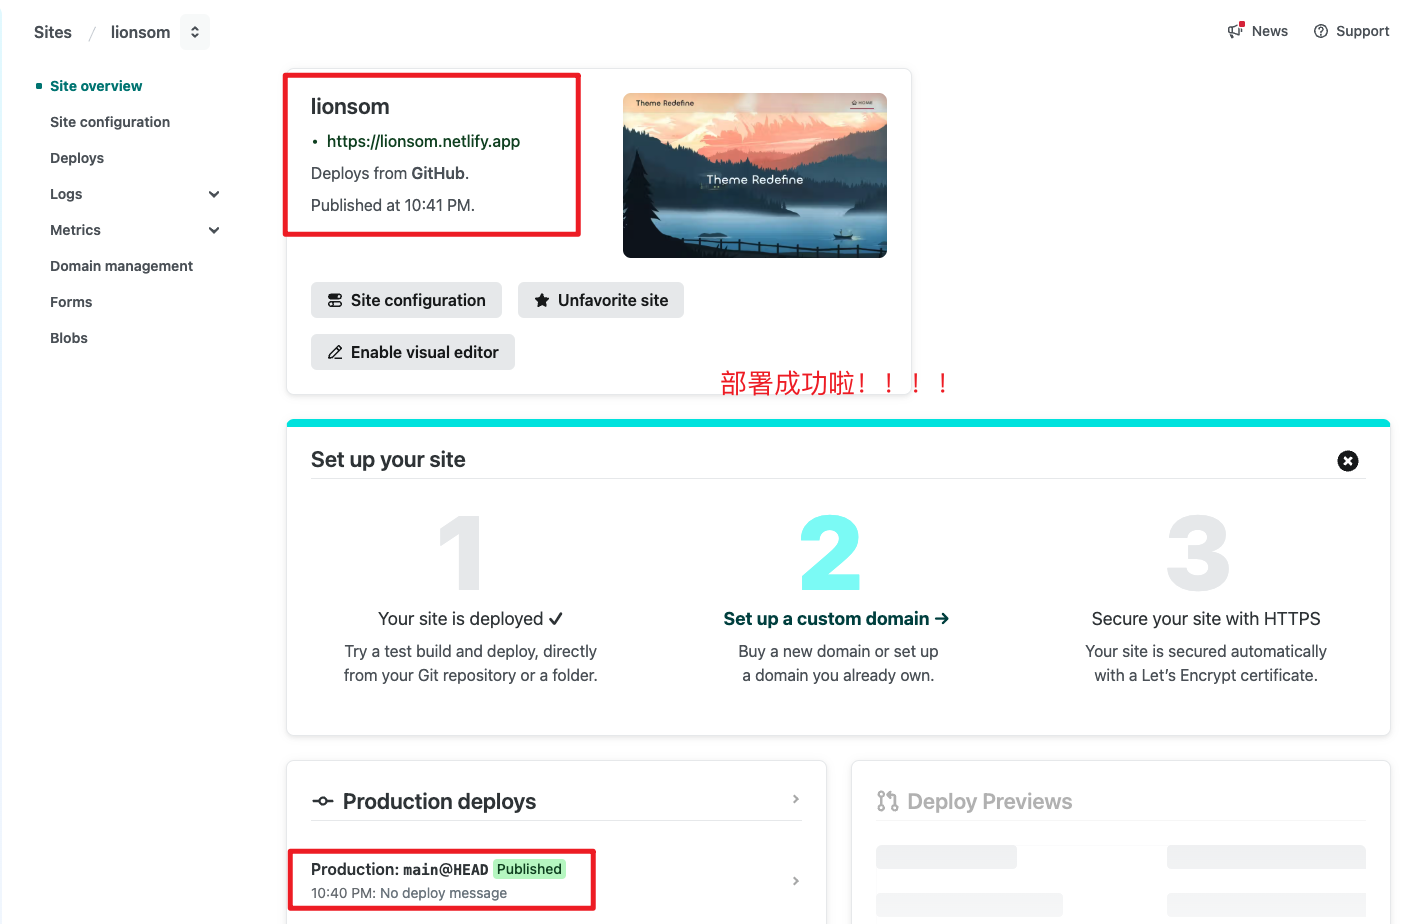 Sites / lionsom
News
Support
Site overview
Site configuration
Deploys
Logs
Metrics
Domain management
Forms
Blobs
lionsom
• https://lionsom.netlify.app
Deploys from GitHub.
Published at 10:41 PM.
Theme Redefine
HOME
Theme Redefine
Site configuration
Unfavorite site
Enable visual editor
部署成功啦！！！！
Set up your site
1
Your site is deployed ✓
Try a test build and deploy, directly
from your Git repository or a folder.
2
Set up a custom domain →
Buy a new domain or set up
a domain you already own.
3
Secure your site with HTTPS
Your site is secured automatically
with a Let’s Encrypt certificate.
Production deploys
Production: main@HEAD Published
10:40 PM: No deploy message
Deploy Previews